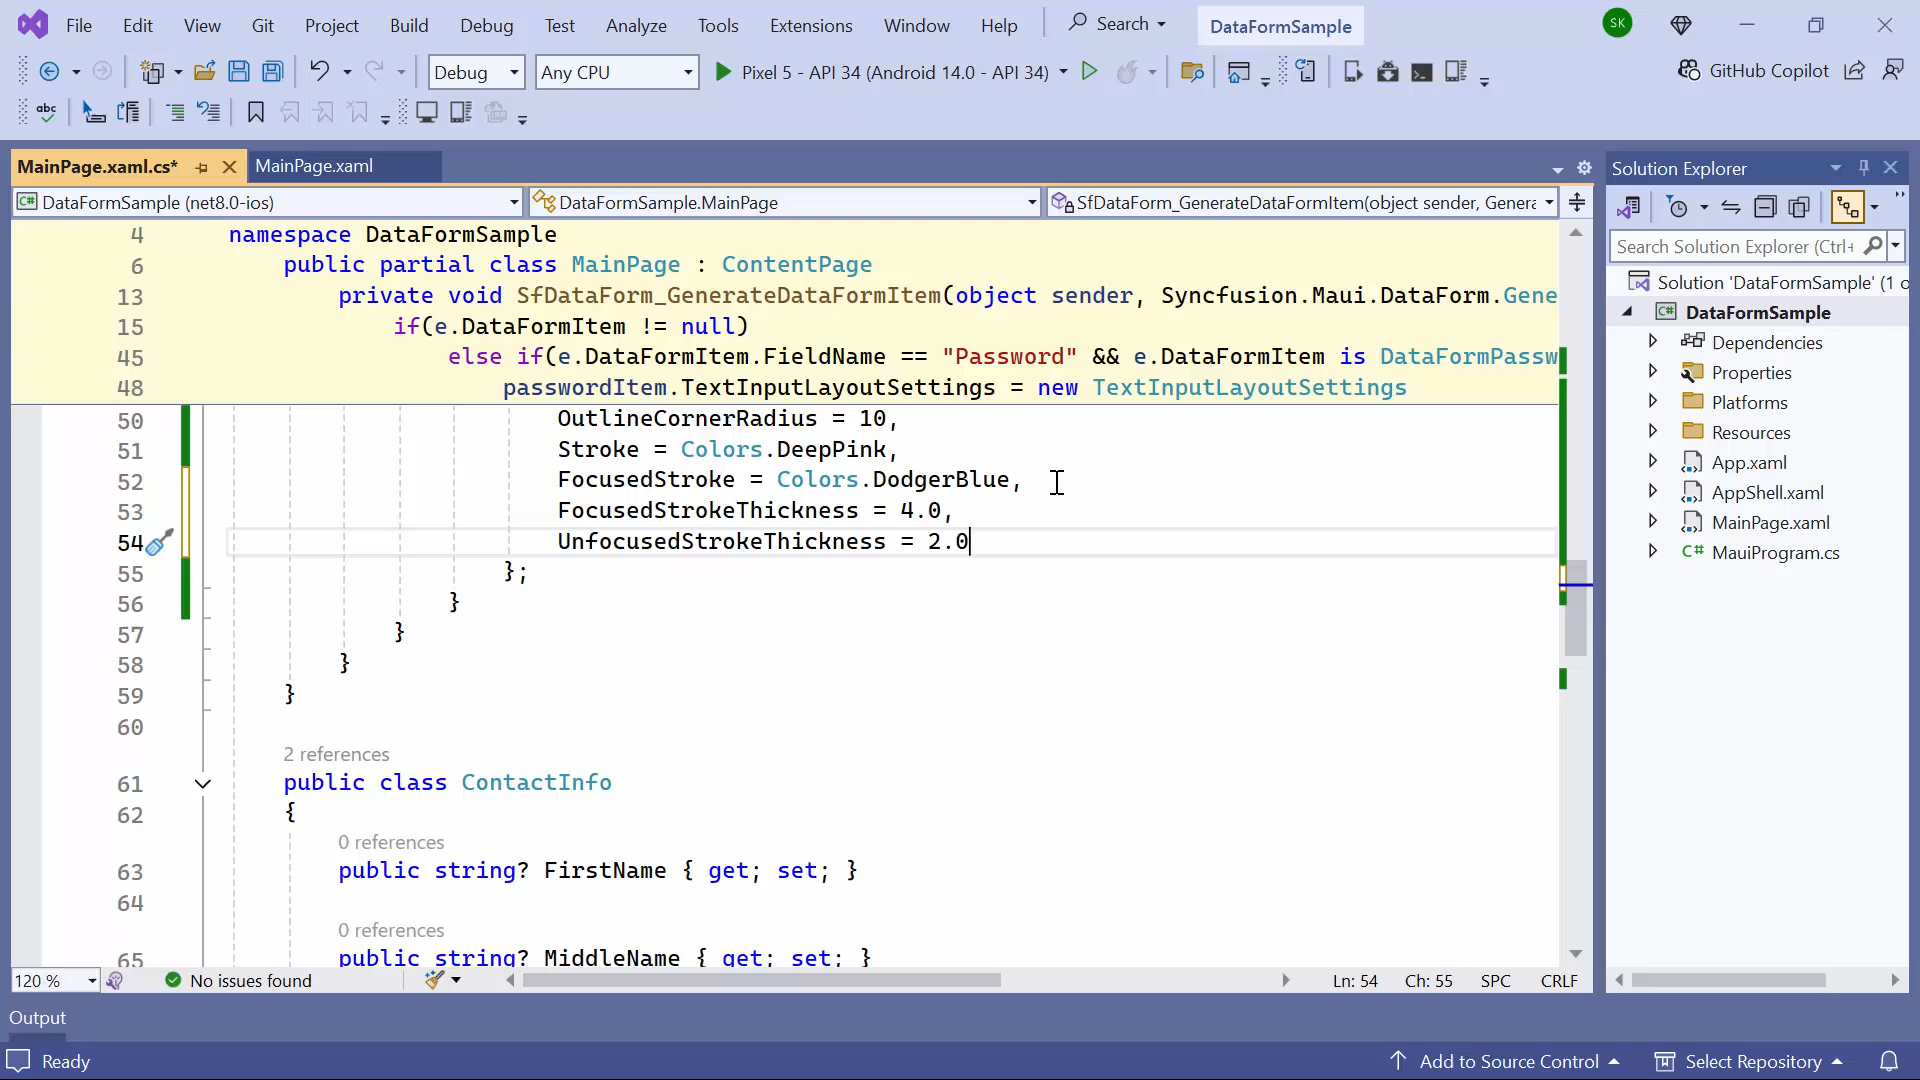 File Edit View Git Project Build Debug Test Analyze Tools Extensions Window Help Search DataFormSample SK
Debug Any CPU Pixel 5 - API 34 (Android 14.0 - API 34) GitHub Copilot
abc
MainPage.xaml.cs* MainPage.xaml
DataFormSample (net8.0-ios) DataFormSample.MainPage SfDataForm_GenerateDataFormItem(object sender, Genera
4 namespace DataFormSample
6 public partial class MainPage : ContentPage
13 private void SfDataForm_GenerateDataFormItem(object sender, Syncfusion.Maui.DataForm.Gene
15 if(e.DataFormItem != null)
45 else if(e.DataFormItem.FieldName == "Password" && e.DataFormItem is DataFormPassw
48 passwordItem.TextInputLayoutSettings = new TextInputLayoutSettings
50 OutlineCornerRadius = 10,
51 Stroke = Colors.DeepPink,
52 FocusedStroke = Colors.DodgerBlue,
53 FocusedStrokeThickness = 4.0,
54 UnfocusedStrokeThickness = 2.0
55 };
56 }
57 }
58 }
59 }
60
2 references
61 public class ContactInfo
62 {
0 references
63 public string? FirstName { get; set; }
64
0 references
65 public string? MiddleName { get; set; }
120 % No issues found Ln: 54 Ch: 55 SPC CRLF
Solution Explorer
Search Solution Explorer (Ctrl+
Solution 'DataFormSample' (1 o
DataFormSample
Dependencies
Properties
Platforms
Resources
App.xaml
AppShell.xaml
MainPage.xaml
MauiProgram.cs
Output
Ready Add to Source Control Select Repository